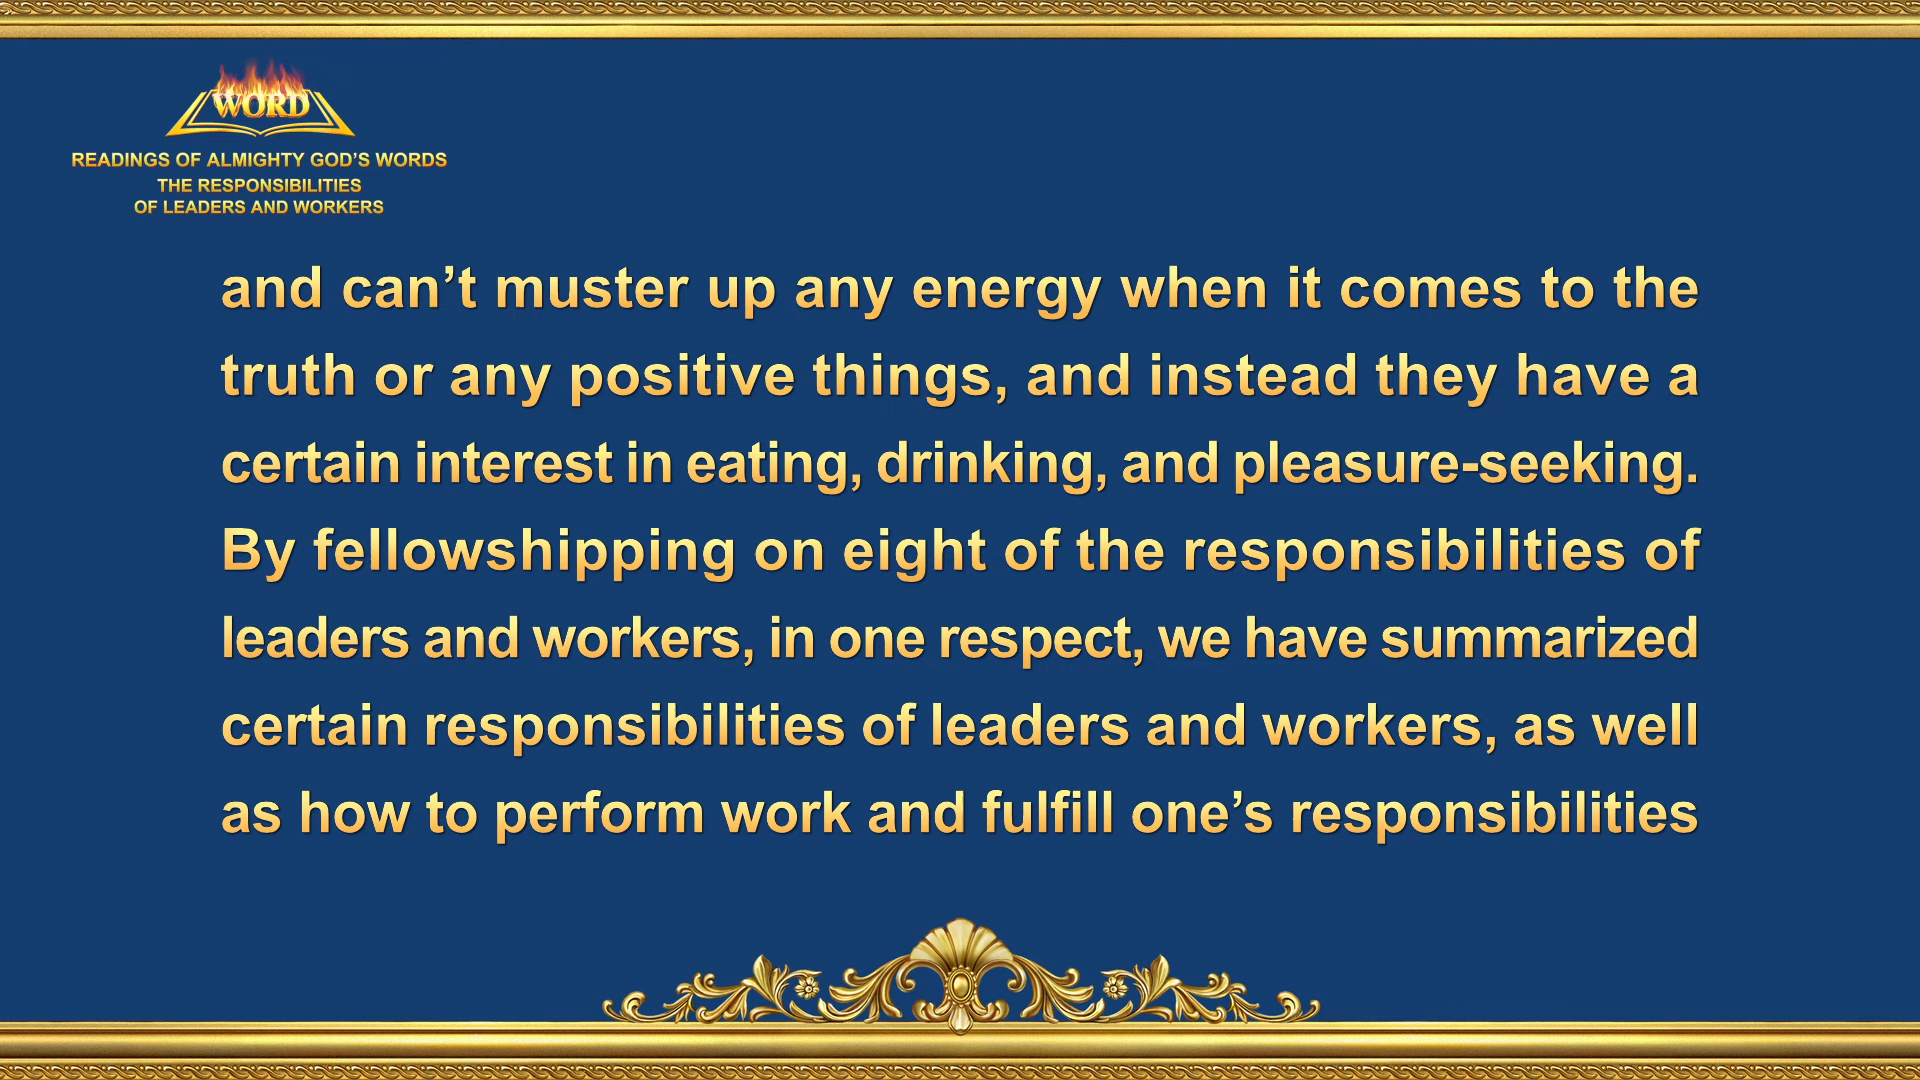 WORD
READINGS OF ALMIGHTY GOD’S WORDS
THE RESPONSIBILITIES
OF LEADERS AND WORKERS
and can’t muster up any energy when it comes to the
truth or any positive things, and instead they have a
certain interest in eating, drinking, and pleasure-seeking.
By fellowshipping on eight of the responsibilities of
leaders and workers, in one respect, we have summarized
certain responsibilities of leaders and workers, as well
as how to perform work and fulfill one’s responsibilities